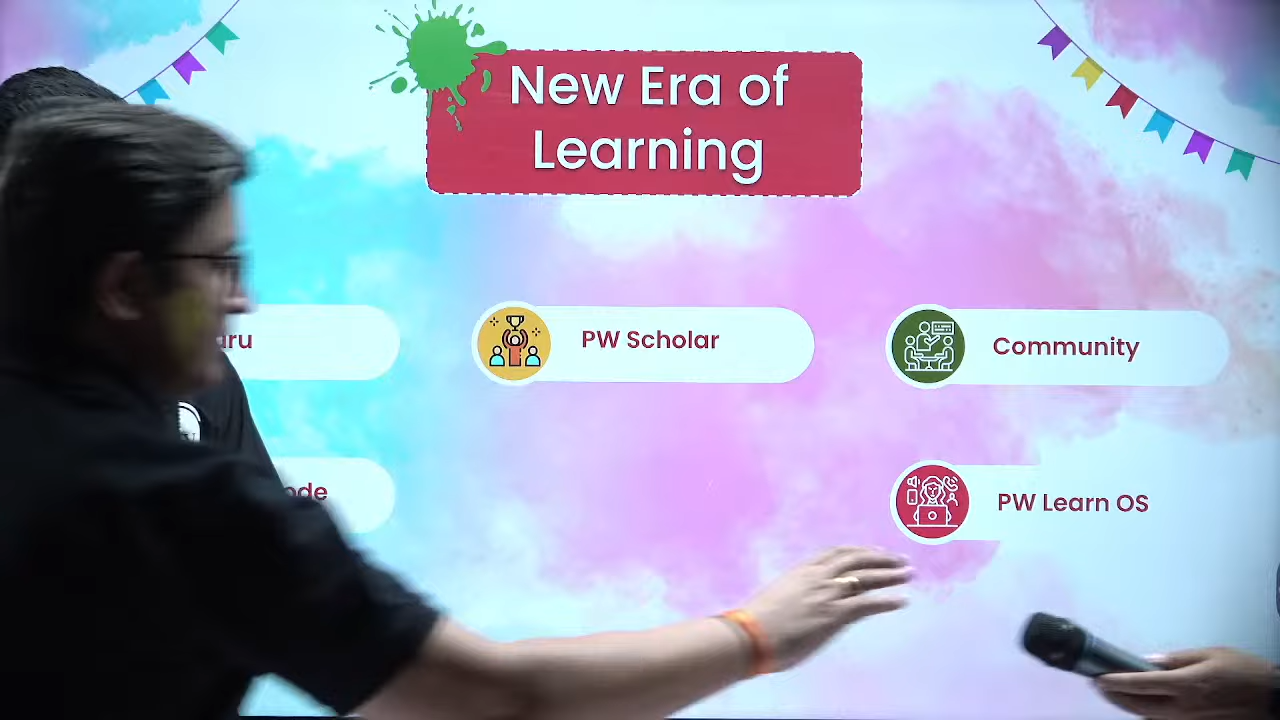 New Era of
Learning
PW Scholar
Community
PW Learn OS